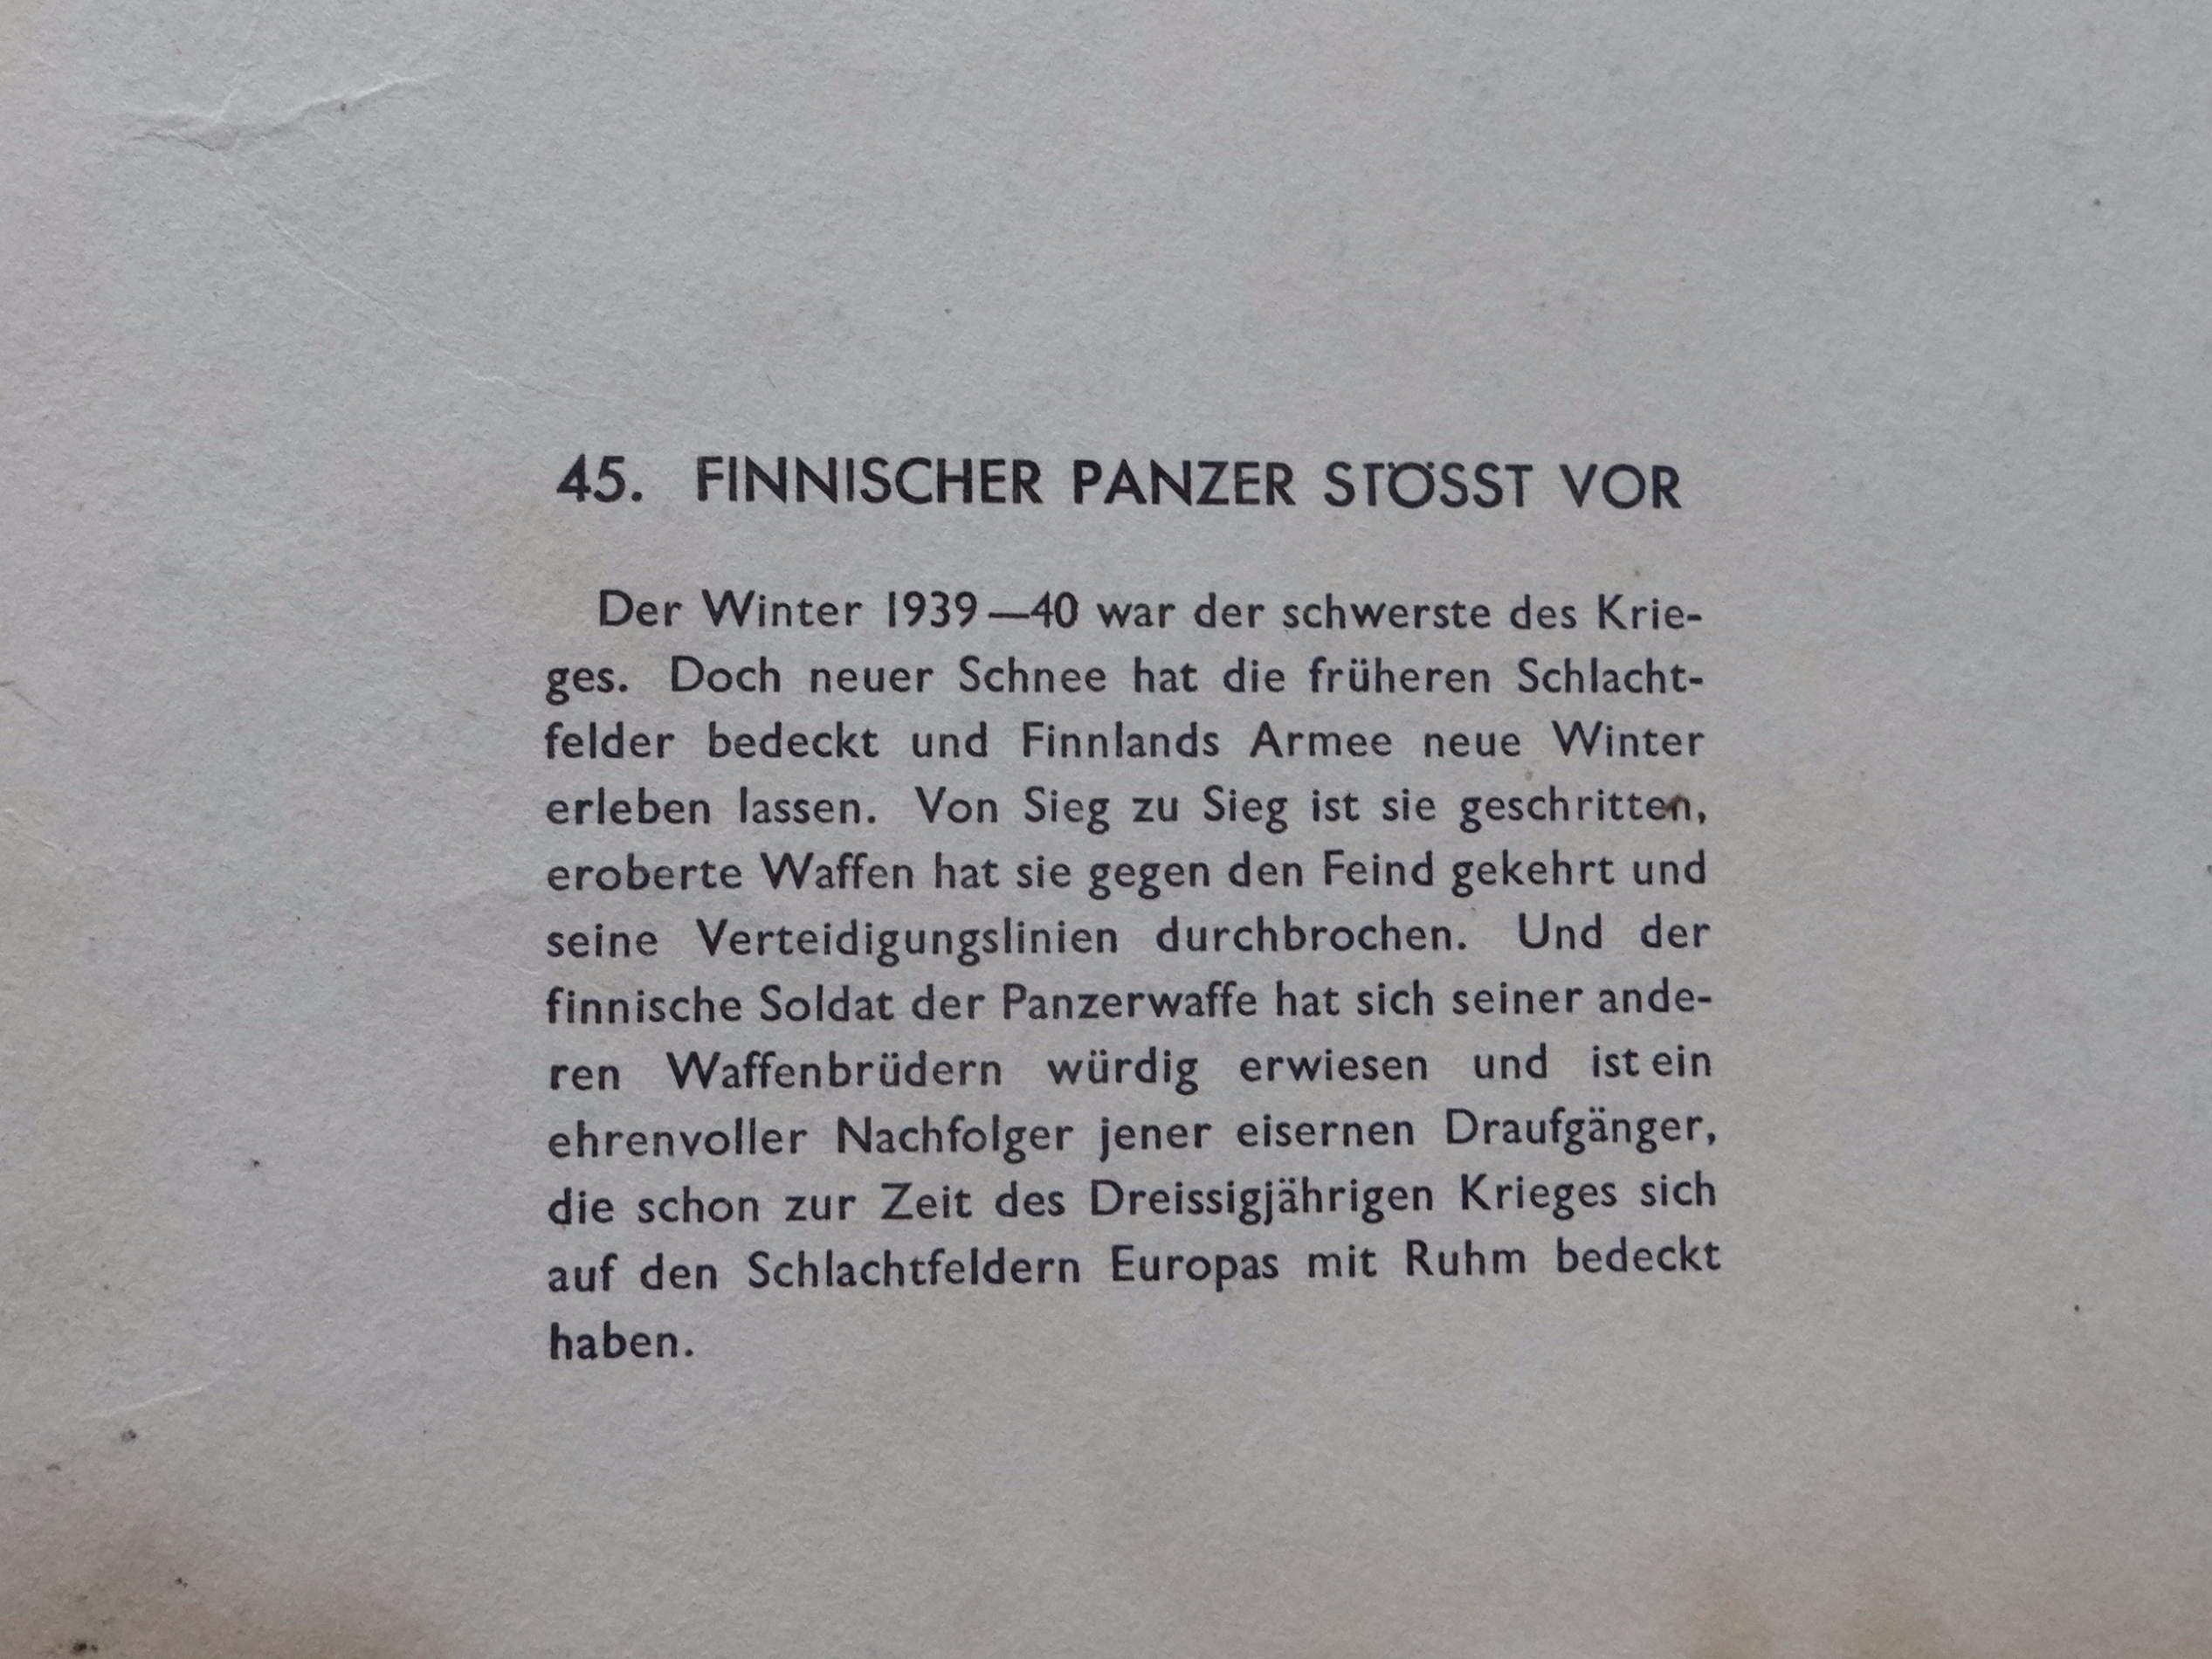 45. FINNISCHER PANZER STÖSST VOR
Der Winter 1939—40 war der schwerste des Krie-
ges. Doch neuer Schnee hat die früheren Schlacht-
felder bedeckt und Finnlands Armee neue Winter
erleben lassen. Von Sieg zu Sieg ist sie geschritten,
eroberte Waffen hat sie gegen den Feind gekehrt und
seine Verteidigungslinien durchbrochen. Und der
finnische Soldat der Panzerwaffe hat sich seiner ande-
ren Waffenbrüdern würdig erwiesen und ist ein
ehrenvoller Nachfolger jener eisernen Draufgänger,
die schon zur Zeit des Dreissigjährigen Krieges sich
auf den Schlachtfeldern Europas mit Ruhm bedeckt
haben.